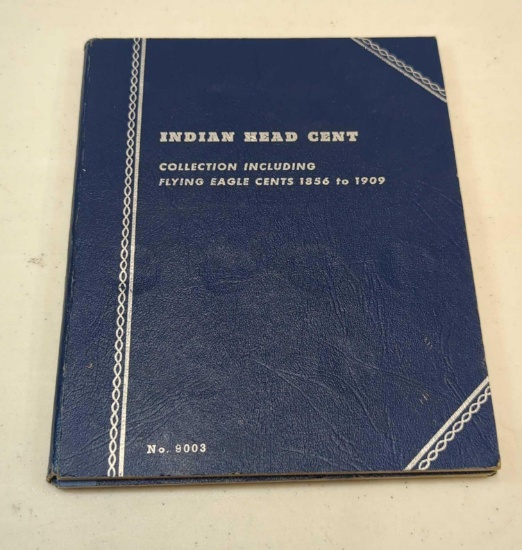 INDIAN HEAD CENT
COLLECTION INCLUDING
FLYING EAGLE CENTS 1856 to 1909
No. 9003